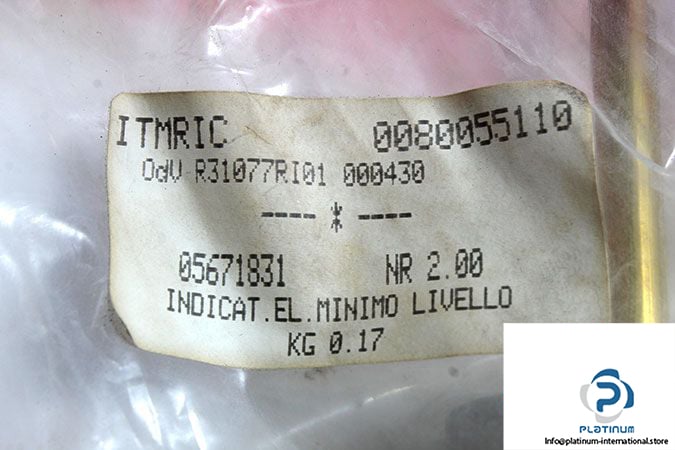 ITMRIC 0080055110
OdV R31077RI01 000430
---- * ----
05671831 NR 2.00
INDICAT.EL.MINIMO LIVELLO
KG 0.17
PLATINUM
Info@platinum-international.store